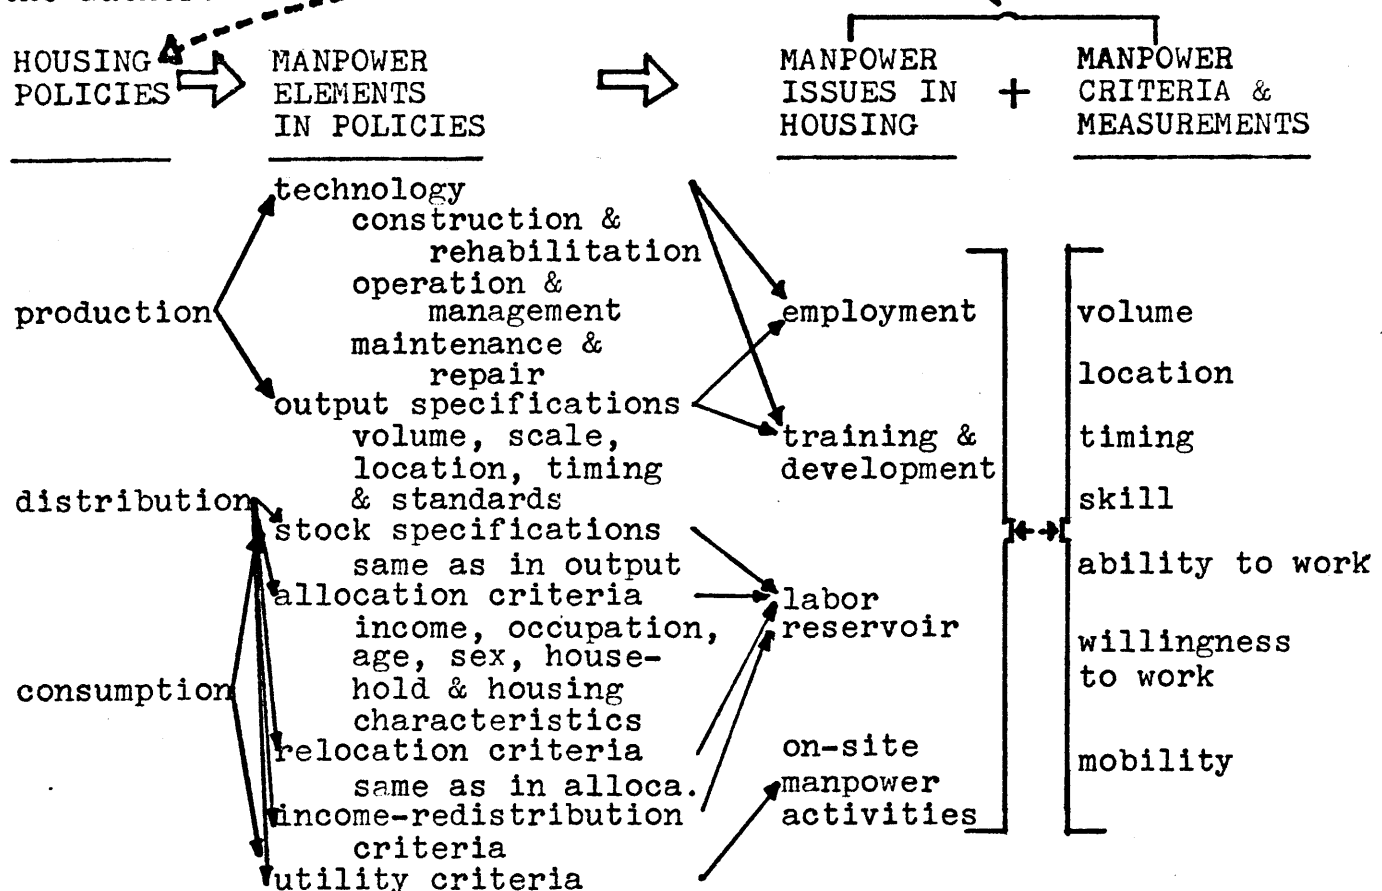 HOUSING
POLICIES
MANPOWER
ELEMENTS
IN POLICIES
MANPOWER
ISSUES IN
HOUSING
+
MANPOWER
CRITERIA &
MEASUREMENTS
production
distribution
consumption
technology
construction &
rehabilitation
operation &
management
maintenance &
repair
output specifications
volume, scale,
location, timing
& standards
stock specifications
same as in output
allocation criteria
income, occupation,
age, sex, house-
hold & housing
characteristics
relocation criteria
same as in alloca.
income-redistribution
criteria
utility criteria
employment
training &
development
labor
reservoir
on-site
manpower
activities
volume
location
timing
skill
ability to work
willingness
to work
mobility